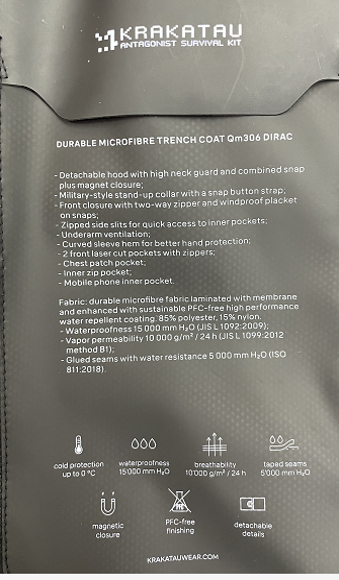 KRAKATAU
ANTAGONIST SURVIVAL KIT
DURABLE MICROFIBRE TRENCH COAT Qm306 DIRAC
- Detachable hood with high neck guard and combined snap
plus magnet closure;
- Military-style stand-up collar with a snap button strap;
- Front closure with two-way zipper and windproof placket
on snaps;
- Zipped side slits for quick access to inner pockets;
- Underarm ventilation;
- Curved sleeve hem for better hand protection;
- 2 front laser cut pockets with zippers;
- Chest patch pocket;
- Inner zip pocket;
- Mobile phone inner pocket.
Fabric: durable microfibre fabric laminated with membrane
and enhanced with sustainable PFC-free high performance
water repellent coating. 85% polyester, 15% nylon.
- Waterproofness 15 000 mm H₂O (JIS L 1092:2009);
- Vapor permeability 10 000 g/m² / 24 h (JIS L 1099:2012
method B1);
- Glued seams with water resistance 5 000 mm H₂O (ISO
811:2018).
cold protection
up to 0 °C
waterproofness
15'000 mm H₂O
breathability
10'000 g/m² / 24 h
taped seams
5'000 mm H₂O
magnetic
closure
PFC-free
finishing
detachable
details
KRAKATAUWEAR.COM